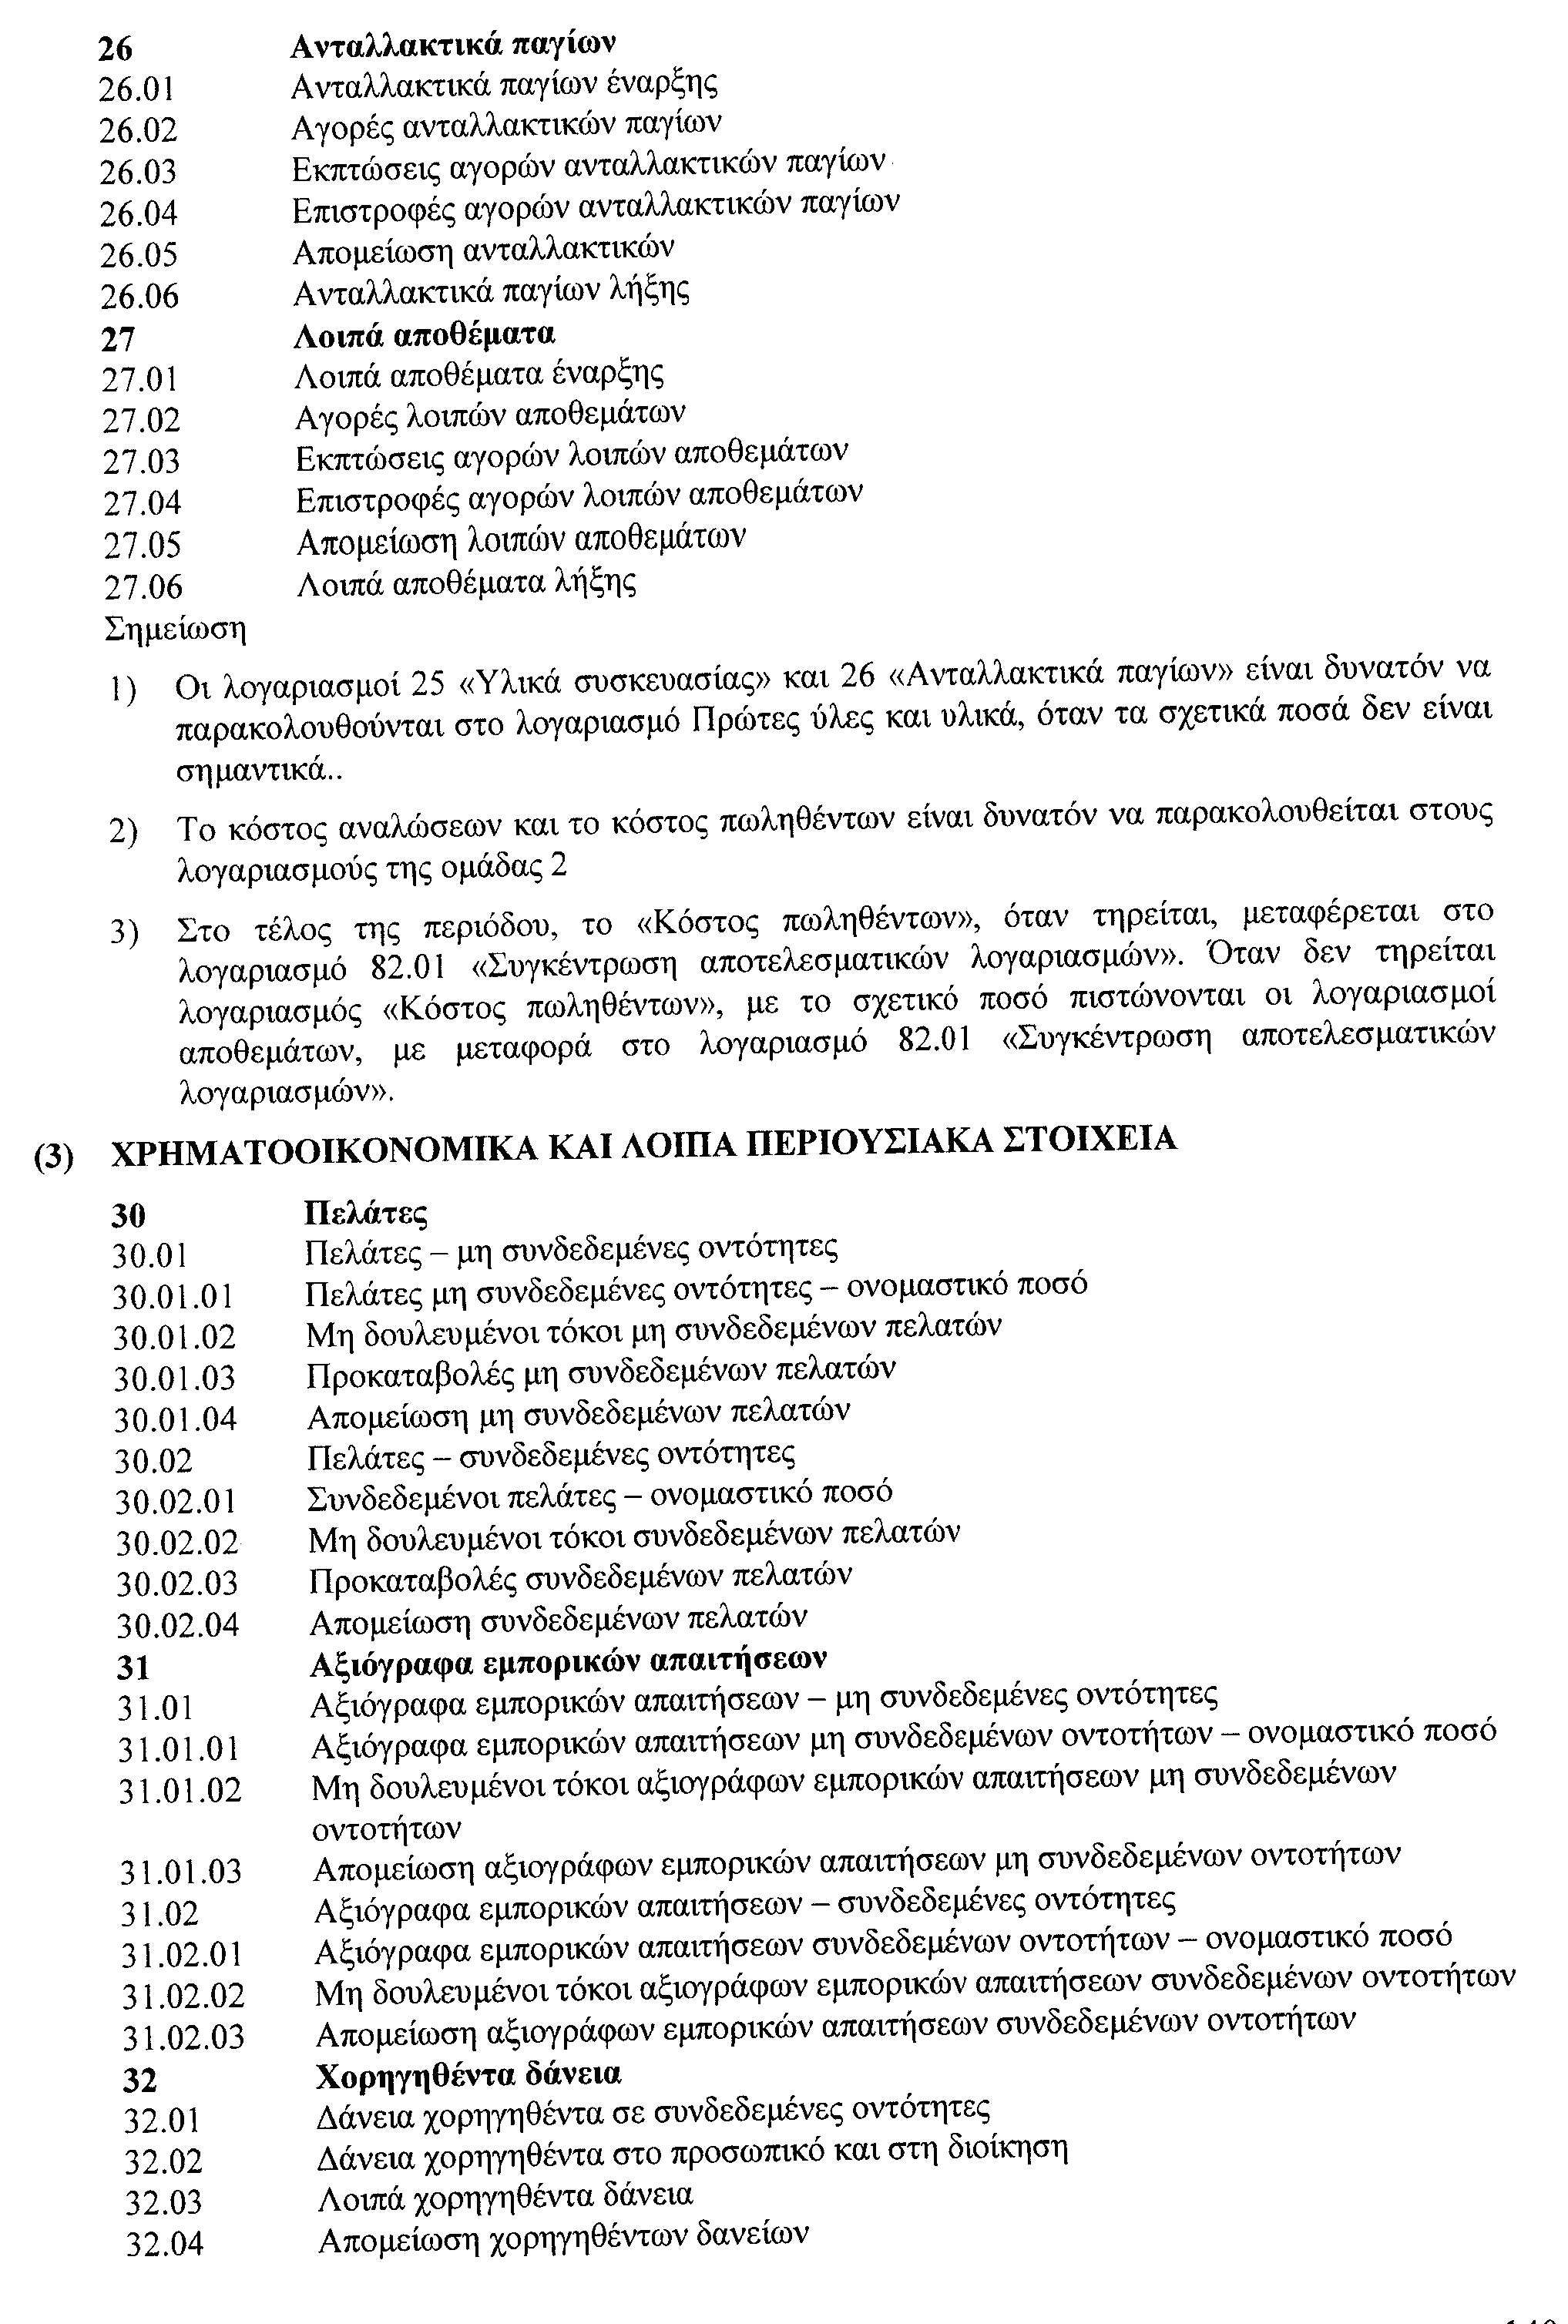 26 Ανταλλακτικά παγίων
26.01 Ανταλλακτικά παγίων έναρξης
26.02 Αγορές ανταλλακτικών παγίων
26.03 Εκπτώσεις αγορών ανταλλακτικών παγίων
26.04 Επιστροφές αγορών ανταλλακτικών παγίων
26.05 Απομείωση ανταλλακτικών
26.06 Ανταλλακτικά παγίων λήξης
27 Λοιπά αποθέματα
27.01 Λοιπά αποθέματα έναρξης
27.02 Αγορές λοιπών αποθεμάτων
27.03 Εκπτώσεις αγορών λοιπών αποθεμάτων
27.04 Επιστροφές αγορών λοιπών αποθεμάτων
27.05 Απομείωση λοιπών αποθεμάτων
27.06 Λοιπά αποθέματα λήξης
Σημείωση
1) Οι λογαριασμοί 25 «Υλικά συσκευασίας» και 26 «Ανταλλακτικά παγίων» είναι δυνατόν να
παρακολουθούνται στο λογαριασμό Πρώτες ύλες και υλικά, όταν τα σχετικά ποσά δεν είναι
σημαντικά..
2) Το κόστος αναλώσεων και το κόστος πωληθέντων είναι δυνατόν να παρακολουθείται στους
λογαριασμούς της ομάδας 2
3) Στο τέλος της περιόδου, το «Κόστος πωληθέντων», όταν τηρείται, μεταφέρεται στο
λογαριασμό 82.01 «Συγκέντρωση αποτελεσματικών λογαριασμών». Όταν δεν τηρείται
λογαριασμός «Κόστος πωληθέντων», με το σχετικό ποσό πιστώνονται οι λογαριασμοί
αποθεμάτων, με μεταφορά στο λογαριασμό 82.01 «Συγκέντρωση αποτελεσματικών
λογαριασμών».
(3) ΧΡΗΜΑΤΟΟΙΚΟΝΟΜΙΚΑ ΚΑΙ ΛΟΙΠΑ ΠΕΡΙΟΥΣΙΑΚΑ ΣΤΟΙΧΕΙΑ
30 Πελάτες
30.01 Πελάτες – μη συνδεδεμένες οντότητες
30.01.01 Πελάτες μη συνδεδεμένες οντότητες – ονομαστικό ποσό
30.01.02 Μη δουλευμένοι τόκοι μη συνδεδεμένων πελατών
30.01.03 Προκαταβολές μη συνδεδεμένων πελατών
30.01.04 Απομείωση μη συνδεδεμένων πελατών
30.02 Πελάτες – συνδεδεμένες οντότητες
30.02.01 Συνδεδεμένοι πελάτες – ονομαστικό ποσό
30.02.02 Μη δουλευμένοι τόκοι συνδεδεμένων πελατών
30.02.03 Προκαταβολές συνδεδεμένων πελατών
30.02.04 Απομείωση συνδεδεμένων πελατών
31 Αξιόγραφα εμπορικών απαιτήσεων
31.01 Αξιόγραφα εμπορικών απαιτήσεων – μη συνδεδεμένες οντότητες
31.01.01 Αξιόγραφα εμπορικών απαιτήσεων μη συνδεδεμένων οντοτήτων – ονομαστικό ποσό
31.01.02 Μη δουλευμένοι τόκοι αξιογράφων εμπορικών απαιτήσεων μη συνδεδεμένων
οντοτήτων
31.01.03 Απομείωση αξιογράφων εμπορικών απαιτήσεων μη συνδεδεμένων οντοτήτων
31.02 Αξιόγραφα εμπορικών απαιτήσεων – συνδεδεμένες οντότητες
31.02.01 Αξιόγραφα εμπορικών απαιτήσεων συνδεδεμένων οντοτήτων – ονομαστικό ποσό
31.02.02 Μη δουλευμένοι τόκοι αξιογράφων εμπορικών απαιτήσεων συνδεδεμένων οντοτήτων
31.02.03 Απομείωση αξιογράφων εμπορικών απαιτήσεων συνδεδεμένων οντοτήτων
32 Χορηγηθέντα δάνεια
32.01 Δάνεια χορηγηθέντα σε συνδεδεμένες οντότητες
32.02 Δάνεια χορηγηθέντα στο προσωπικό και στη διοίκηση
32.03 Λοιπά χορηγηθέντα δάνεια
32.04 Απομείωση χορηγηθέντων δανείων